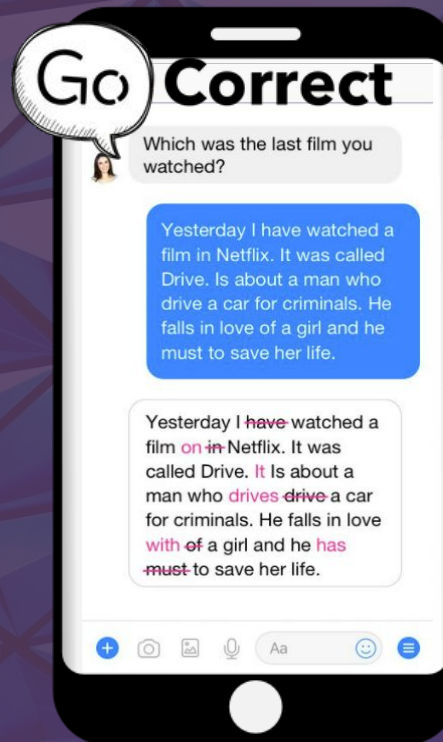 Go Correct
Which was the last film you
watched?
Yesterday I have watched a
film in Netflix. It was called
Drive. Is about a man who
drive a car for criminals. He
falls in love of a girl and he
must to save her life.
Yesterday I have watched a
film on in Netflix. It was
called Drive. It Is about a
man who drives drive a car
for criminals. He falls in love
with of a girl and he has
must to save her life.
Aa